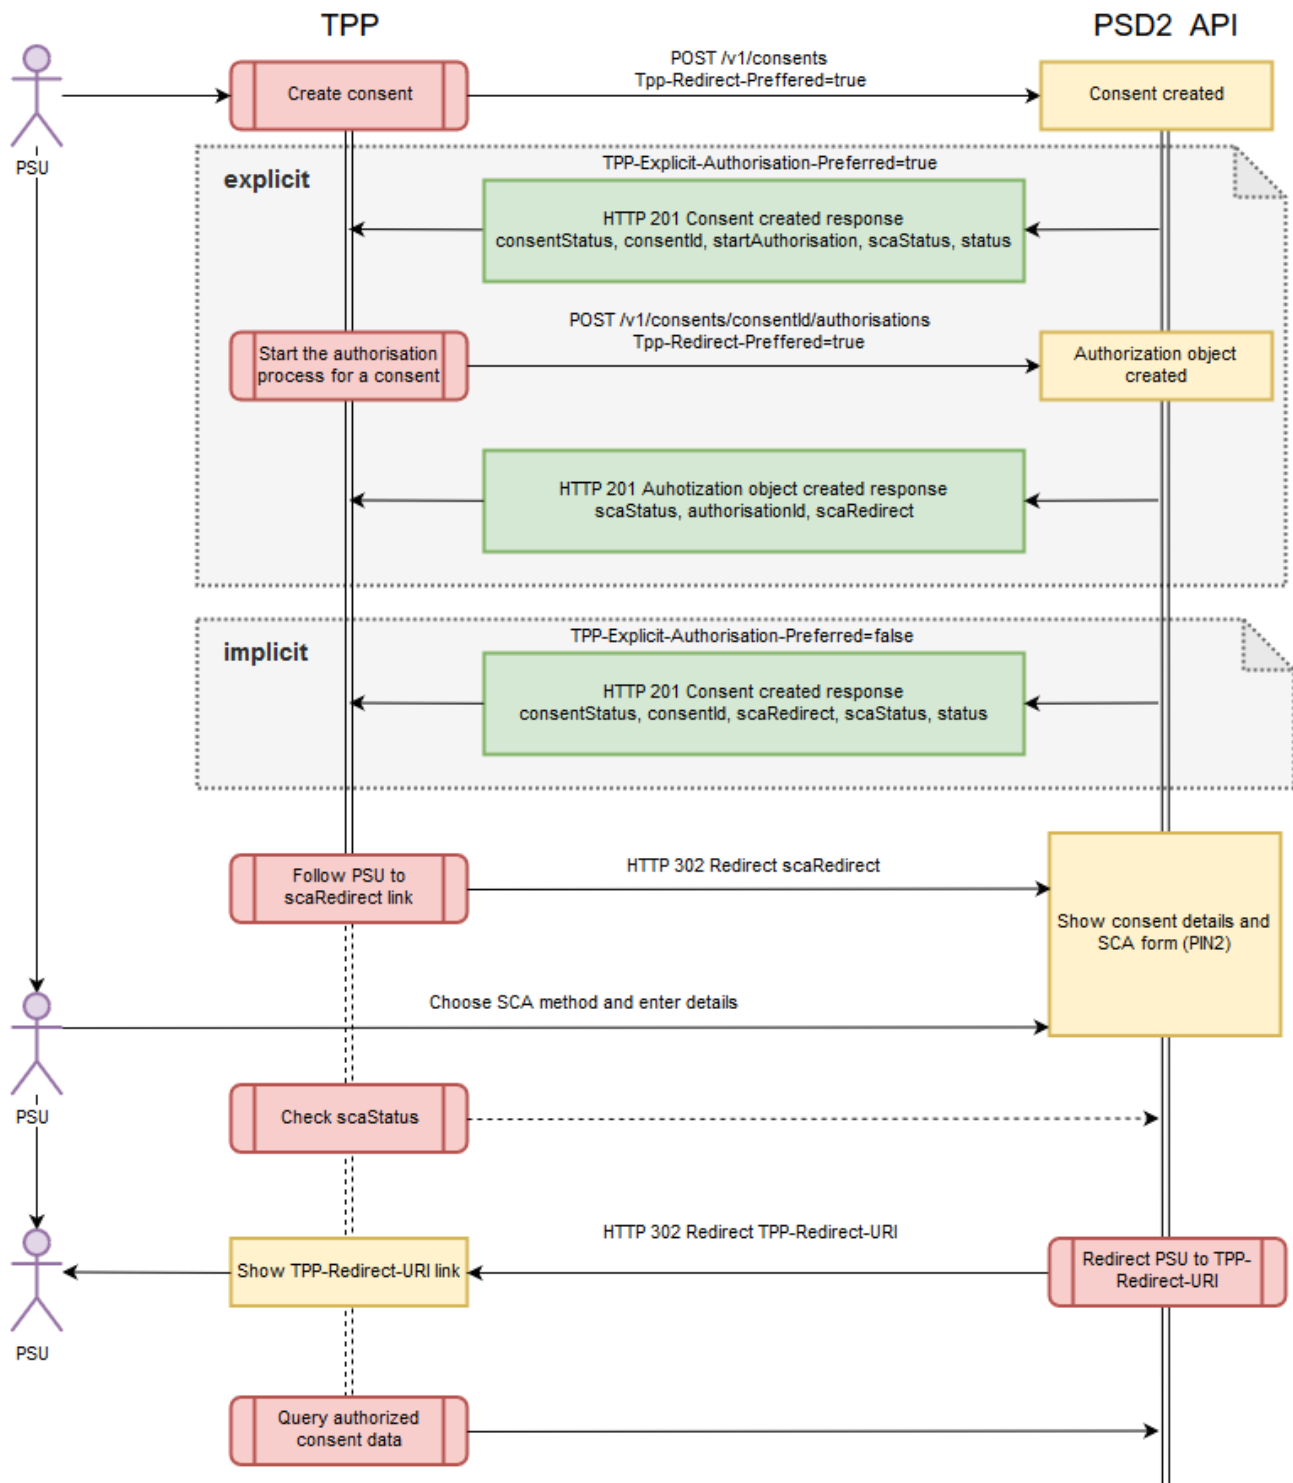 TPP
PSD2 API
POST /v1/consents
Tpp-Redirect-Preffered=true
Create consent
Consent created
PSU
explicit
TPP-Explicit-Authorisation-Preferred=true
HTTP 201 Consent created response
consentStatus, consentId, startAuthorisation, scaStatus, status
POST /v1/consents/consentId/authorisations
Tpp-Redirect-Preffered=true
Start the authorisation
process for a consent
Authorization object
created
HTTP 201 Auhotization object created response
scaStatus, authorisationId, scaRedirect
implicit
TPP-Explicit-Authorisation-Preferred=false
HTTP 201 Consent created response
consentStatus, consentId, scaRedirect, scaStatus, status
Follow PSU to
scaRedirect link
HTTP 302 Redirect scaRedirect
Show consent details and
SCA form (PIN2)
Choose SCA method and enter details
PSU
Check scaStatus
HTTP 302 Redirect TPP-Redirect-URI
Show TPP-Redirect-URI link
Redirect PSU to TPP-
Redirect-URI
PSU
Query authorized
consent data